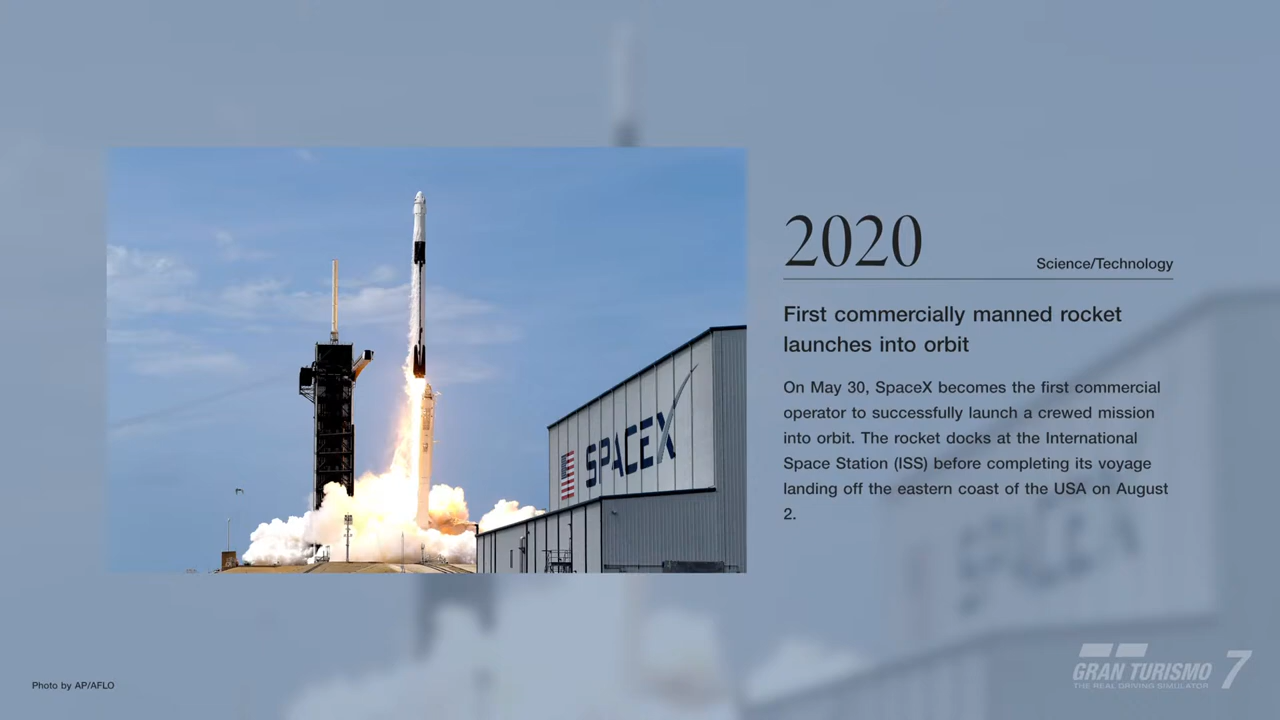 SPACEX
2020
Science/Technology
First commercially manned rocket
launches into orbit
On May 30, SpaceX becomes the first commercial
operator to successfully launch a crewed mission
into orbit. The rocket docks at the International
Space Station (ISS) before completing its voyage
landing off the eastern coast of the USA on August
2.
Photo by AP/AFLO
GRAN TURISMO 7
THE REAL DRIVING SIMULATOR